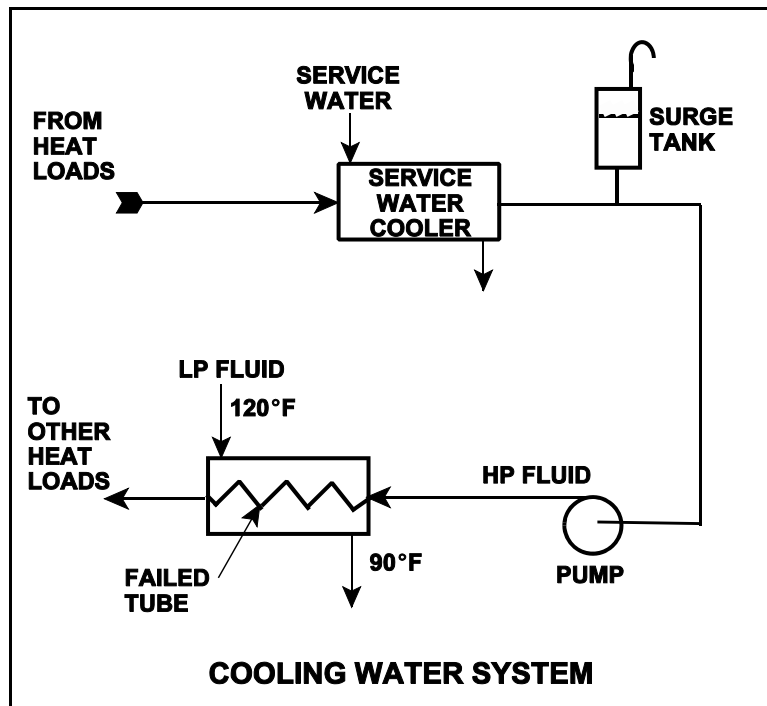 SERVICE
WATER
FROM
HEAT
LOADS
SURGE
TANK
SERVICE
WATER
COOLER
LP FLUID
120°F
TO
OTHER
HEAT
LOADS
HP FLUID
90°F
FAILED
TUBE
PUMP
COOLING WATER SYSTEM